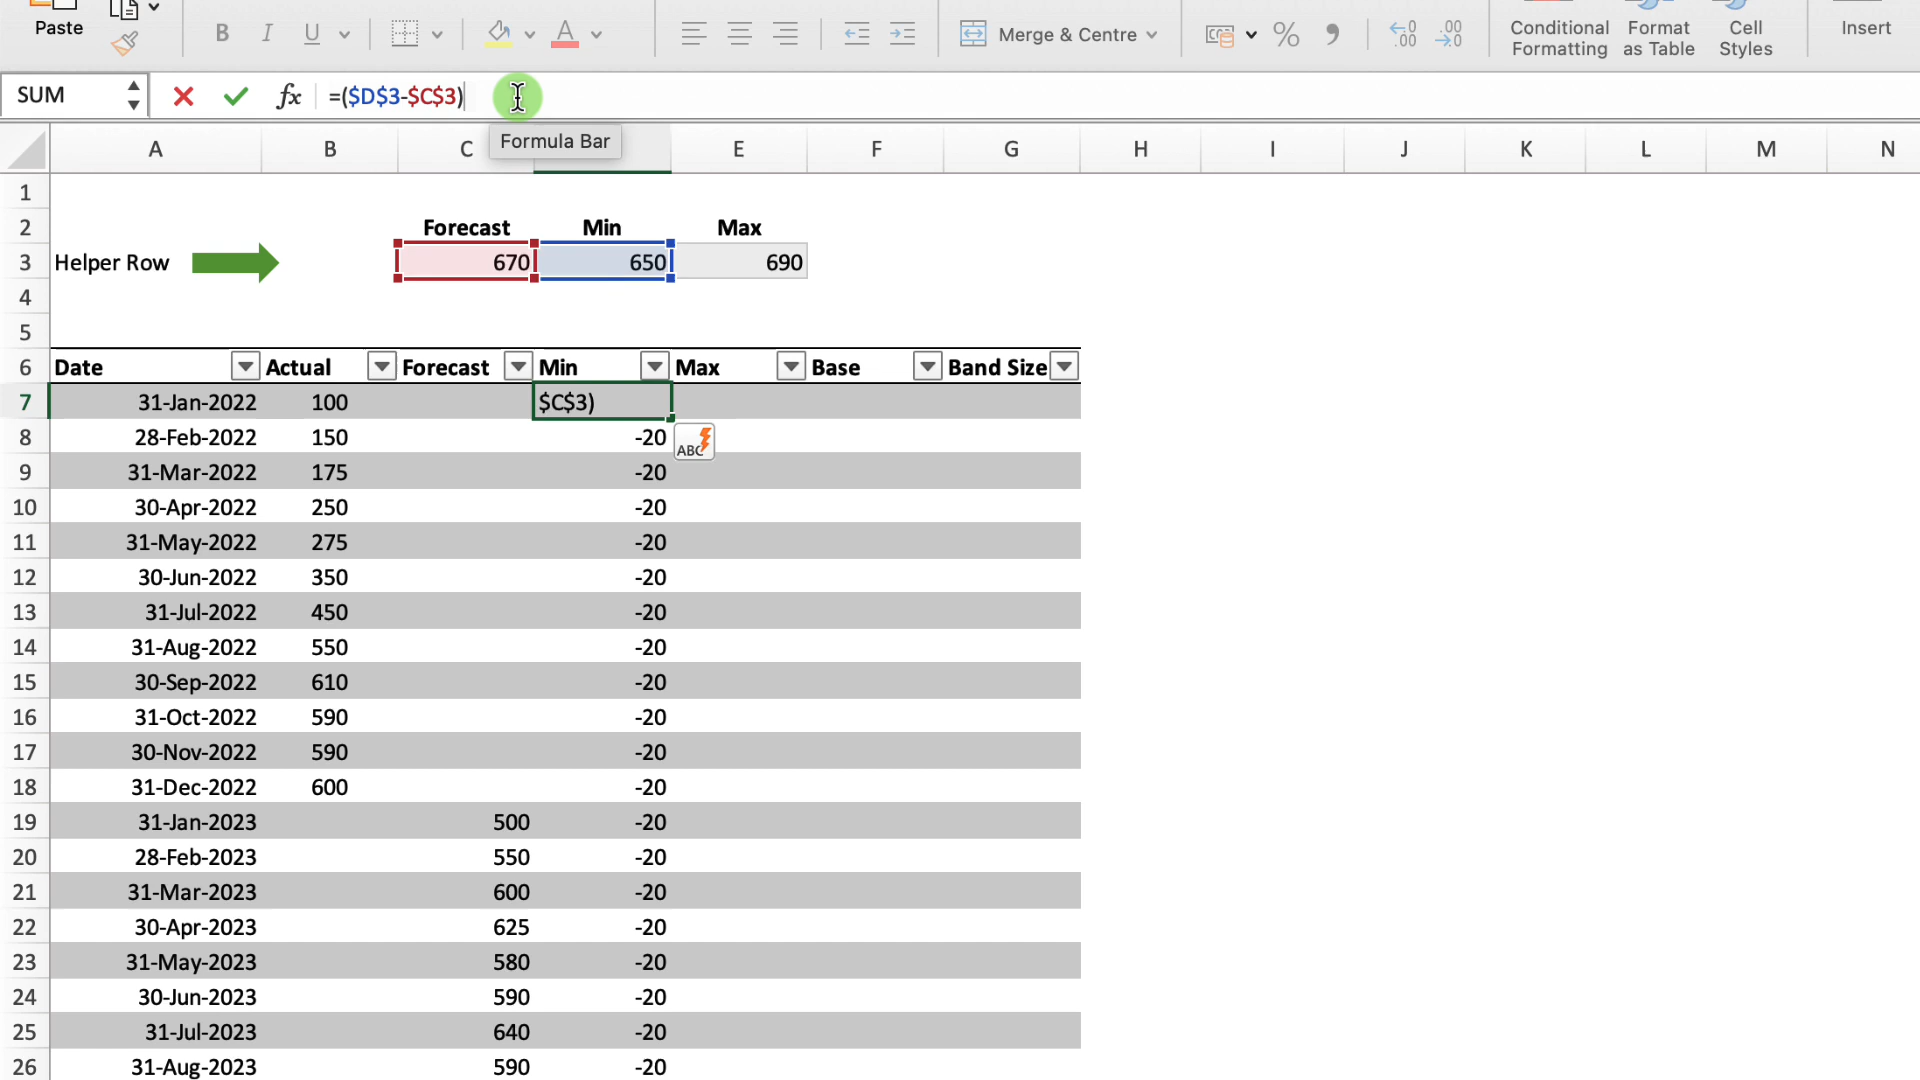 Paste
B I U A
Merge & Centre
% , .00 .00
Conditional Formatting
Format as Table
Cell Styles
Insert
SUM
fx =($D$3-$C$3)
Formula Bar
A B C E F G H I J K L M N
1
2 Forecast Min Max
3 Helper Row 670 650 690
4
5
6 Date Actual Forecast Min Max Base Band Size
7 31-Jan-2022 100 $C$3)
8 28-Feb-2022 150 -20 ABC
9 31-Mar-2022 175 -20
10 30-Apr-2022 250 -20
11 31-May-2022 275 -20
12 30-Jun-2022 350 -20
13 31-Jul-2022 450 -20
14 31-Aug-2022 550 -20
15 30-Sep-2022 610 -20
16 31-Oct-2022 590 -20
17 30-Nov-2022 590 -20
18 31-Dec-2022 600 -20
19 31-Jan-2023 500 -20
20 28-Feb-2023 550 -20
21 31-Mar-2023 600 -20
22 30-Apr-2023 625 -20
23 31-May-2023 580 -20
24 30-Jun-2023 590 -20
25 31-Jul-2023 640 -20
26 31-Aug-2023 590 -20